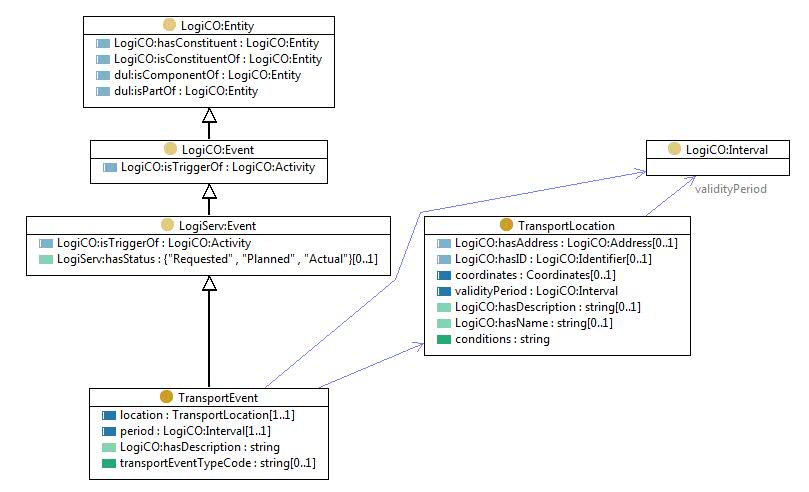 LogiCO:Entity
LogiCO:hasConstituent : LogiCO:Entity
LogiCO:isConstituentOf : LogiCO:Entity
dul:isComponentOf : LogiCO:Entity
dul:isPartOf : LogiCO:Entity
LogiCO:Event
LogiCO:isTriggerOf : LogiCO:Activity
LogiServ:Event
LogiCO:isTriggerOf : LogiCO:Activity
LogiServ:hasStatus : {"Requested" , "Planned" , "Actual"}[0..1]
TransportEvent
location : TransportLocation[1..1]
period : LogiCO:Interval[1..1]
LogiCO:hasDescription : string
transportEventTypeCode : string[0..1]
LogiCO:Interval
validityPeriod
TransportLocation
LogiCO:hasAddress : LogiCO:Address[0..1]
LogiCO:hasID : LogiCO:Identifier[0..1]
coordinates : Coordinates[0..1]
validityPeriod : LogiCO:Interval
LogiCO:hasDescription : string[0..1]
LogiCO:hasName : string[0..1]
conditions : string